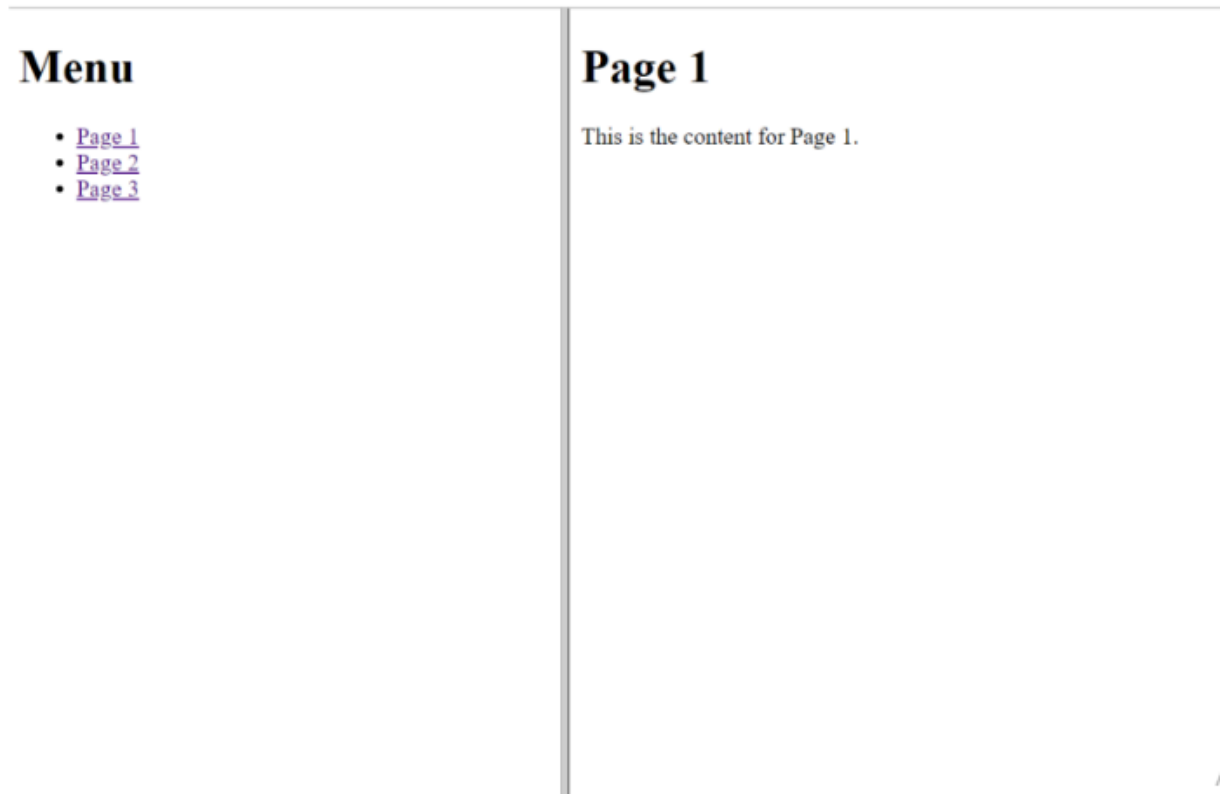 Menu
• Page 1
• Page 2
• Page 3
Page 1
This is the content for Page 1.